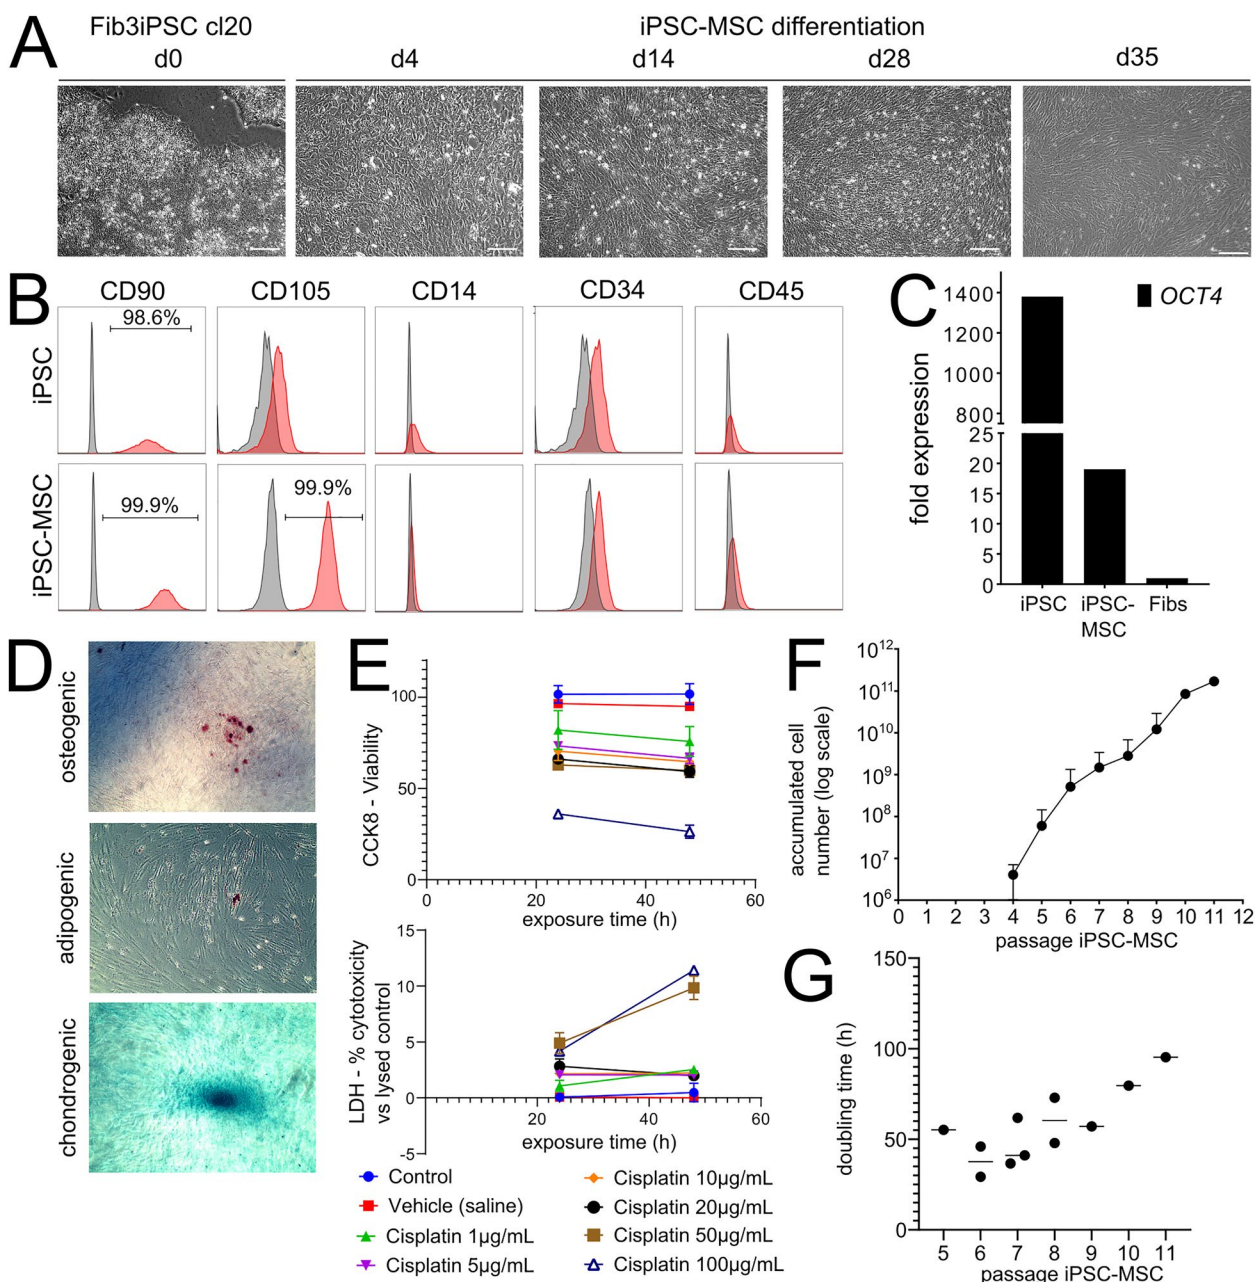 A
Fib3iPSC cl20
iPSC-MSC differentiation
d0
d4
d14
d28
d35
B
CD90
CD105
CD14
CD34
CD45
iPSC
98.6%
iPSC-MSC
99.9%
99.9%
C
OCT4
fold expression
1400
1200
1000
800
25
20
15
10
5
0
iPSC
iPSC-
MSC
Fibs
D
osteogenic
adipogenic
chondrogenic
E
CCK8 - Viability
100
50
0
0
20
40
60
exposure time (h)
LDH - % cytotoxicity
vs lysed control
15
10
5
0
-5
20
40
60
exposure time (h)
Control
Vehicle (saline)
Cisplatin 1µg/mL
Cisplatin 5µg/mL
Cisplatin 10µg/mL
Cisplatin 20µg/mL
Cisplatin 50µg/mL
Cisplatin 100µg/mL
F
accumulated cell
number (log scale)
10¹²
10¹¹
10¹⁰
10⁹
10⁸
10⁷
10⁶
0 1 2 3 4 5 6 7 8 9 10 11 12
passage iPSC-MSC
G
doubling time (h)
150
100
50
0
5 6 7 8 9 10 11
passage iPSC-MSC